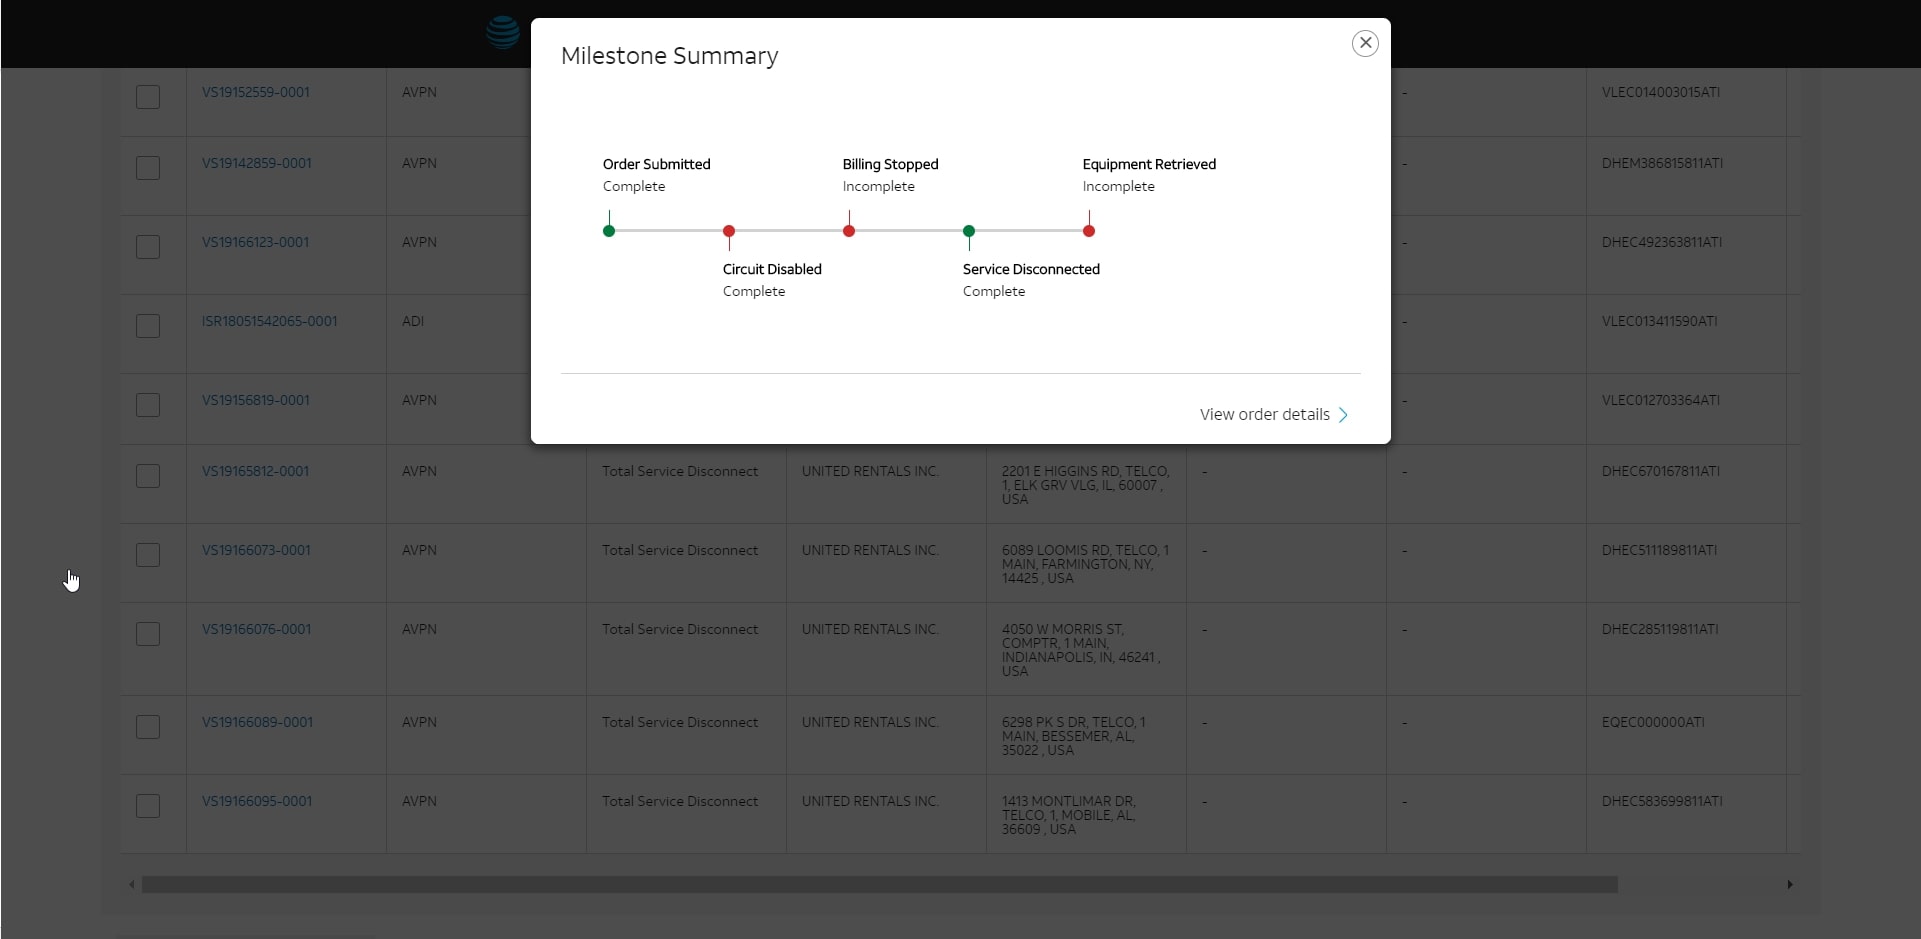 Milestone Summary
Order Submitted
Complete
Billing Stopped
Incomplete
Equipment Retrieved
Incomplete
Circuit Disabled
Complete
Service Disconnected
Complete
View order details
VS19152559-0001 AVPN - VLEC014003015ATI
VS19142859-0001 AVPN - DHEM386815811ATI
VS19166123-0001 AVPN - DHEC492363811ATI
ISR18051542065-0001 ADI - VLEC013411590ATI
VS19156819-0001 AVPN - VLEC012703364ATI
VS19165812-0001 AVPN Total Service Disconnect UNITED RENTALS INC. 2201 E HIGGINS RD, TELCO, - - DHEC670167811ATI
1, ELK GRV VLG, IL, 60007 ,
USA
VS19166073-0001 AVPN Total Service Disconnect UNITED RENTALS INC. 6089 LOOMIS RD, TELCO, 1 - - DHEC511189811ATI
MAIN, FARMINGTON, NY,
14425 , USA
VS19166076-0001 AVPN Total Service Disconnect UNITED RENTALS INC. 4050 W MORRIS ST, - - DHEC285119811ATI
COMPTR, 1 MAIN,
INDIANAPOLIS, IN, 46241 ,
USA
VS19166089-0001 AVPN Total Service Disconnect UNITED RENTALS INC. 6298 PK S DR, TELCO, 1 - - EQEC000000ATI
MAIN, BESSEMER, AL,
35022 , USA
VS19166095-0001 AVPN Total Service Disconnect UNITED RENTALS INC. 1413 MONTLIMAR DR, - - DHEC583699811ATI
TELCO, 1, MOBILE, AL,
36609 , USA